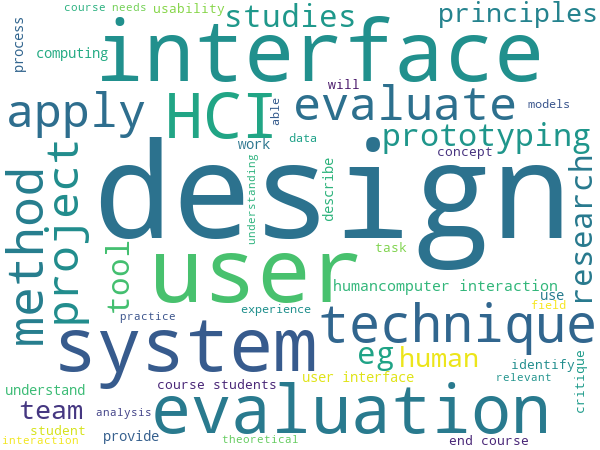 course needs usability
studies
principles
process
interface
computing
will
HCI
apply
evaluate
able
models
prototyping
data
work
concept
design
method
project
understanding
describe
research
user
task
tool
humancomputer interaction
use
field
experience
practice
technique
system
eg
human
identify
critique
user interface
relevant
course students
understand
evaluation
team
analysis
student
provide
interaction
theoretical
end course